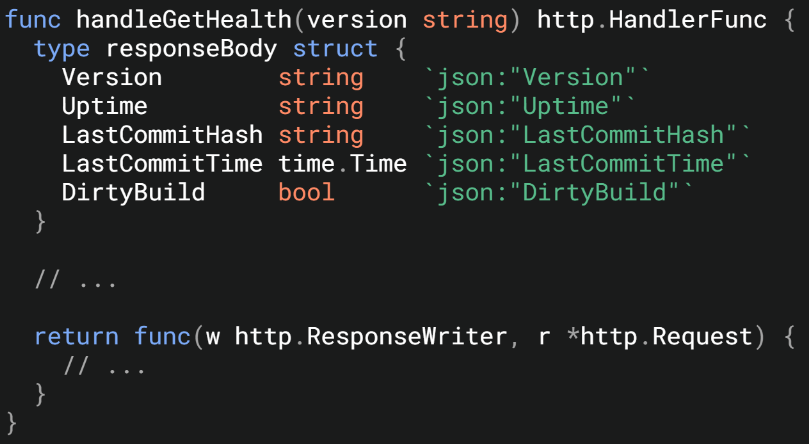 func handleGetHealth(version string) http.HandlerFunc {
  type responseBody struct {
    Version        string    `json:"Version"`
    Uptime         string    `json:"Uptime"`
    LastCommitHash string    `json:"LastCommitHash"`
    LastCommitTime time.Time `json:"LastCommitTime"`
    DirtyBuild     bool      `json:"DirtyBuild"`
  }

  // ...

  return func(w http.ResponseWriter, r *http.Request) {
    // ...
  }
}